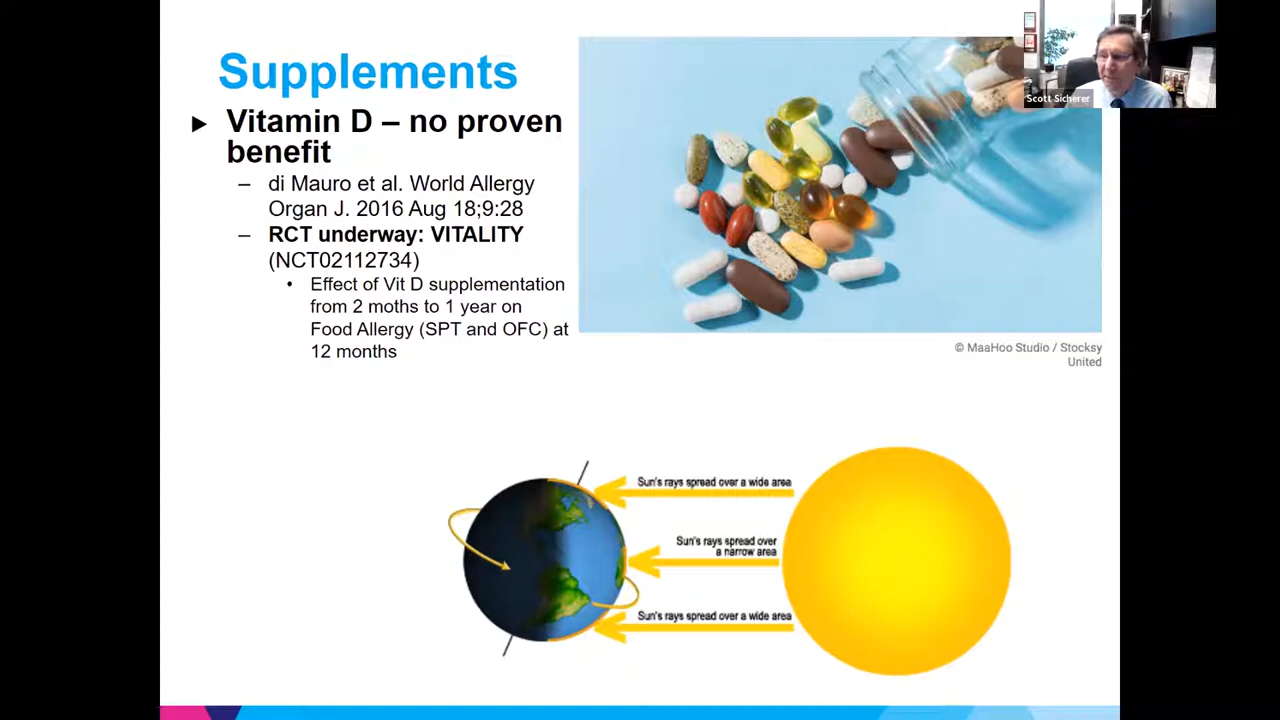 Supplements
Vitamin D – no proven
benefit
– di Mauro et al. World Allergy
Organ J. 2016 Aug 18;9:28
– RCT underway: VITALITY
(NCT02112734)
• Effect of Vit D supplementation
from 2 moths to 1 year on
Food Allergy (SPT and OFC) at
12 months
Scott Sicherer
© MaaHoo Studio / Stocksy
United
Sun's rays spread over a wide area
Sun's rays spread over
a narrow area
Sun's rays spread over a wide area